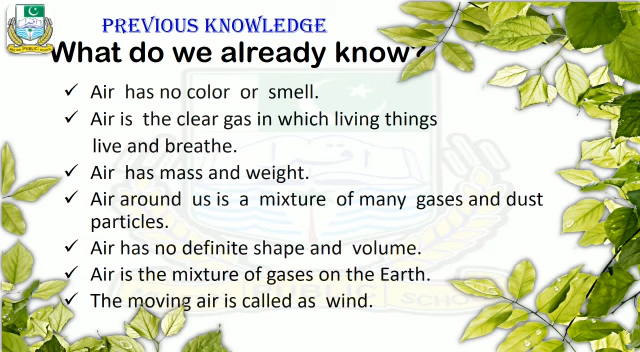 PREVIOUS KNOWLEDGE
What do we already know?
✓ Air has no color or smell.
✓ Air is the clear gas in which living things
live and breathe.
✓ Air has mass and weight.
✓ Air around us is a mixture of many gases and dust
particles.
✓ Air has no definite shape and volume.
✓ Air is the mixture of gases on the Earth.
✓ The moving air is called as wind.